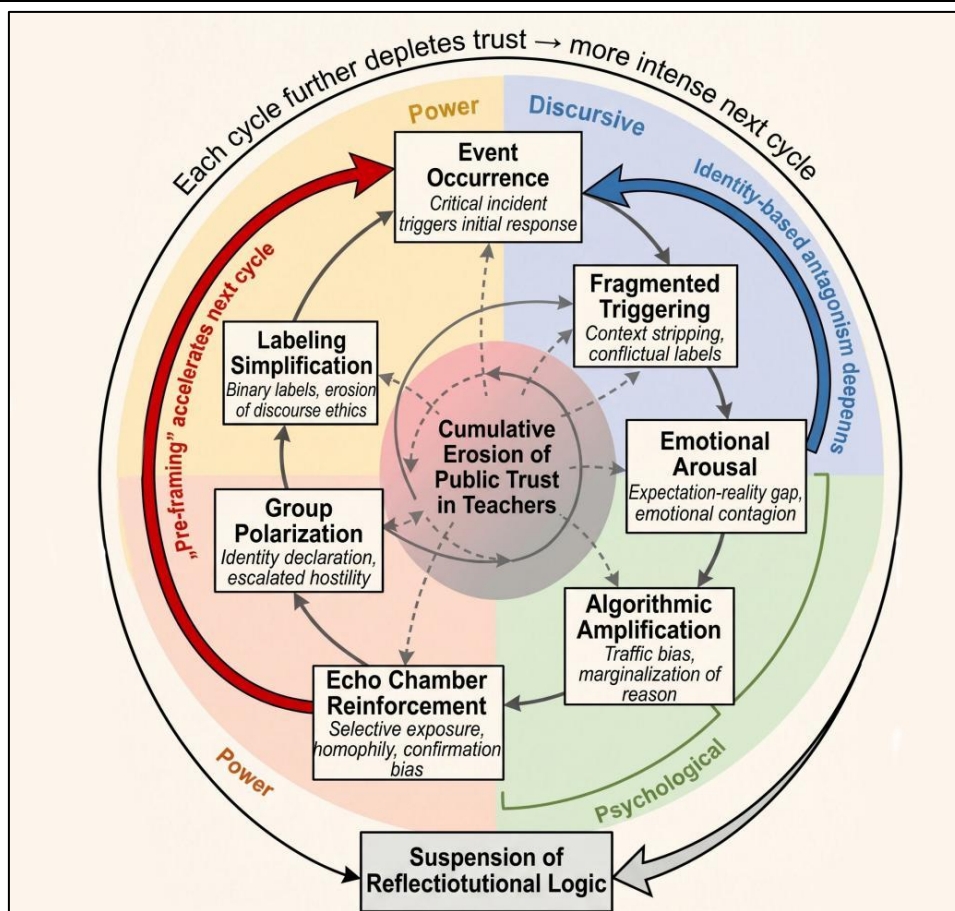 Each cycle further depletes trust → more intense next cycle
Power
Discursive
Identity-based antagonism deepenns
„Pre-framing” accelerates next cycle
Event
Occurrence
Critical incident
triggers initial response
Fragmented
Triggering
Context stripping,
conflictual labels
Labeling
Simplification
Binary labels, erosion
of discourse ethics
Cumulative
Erosion of
Public Trust
in Teachers
Emotional
Arousal
Expectation-reality gap,
emotional contagion
Group
Polarization
Identity declaration,
escalated hostility
Algorithmic
Amplification
Traffic bias,
marginalization of
reason
Echo Chamber
Reinforcement
Selective exposure,
homophily, confirmation
bias
Power
Psychological
Suspension of
Reflectiotutional Logic